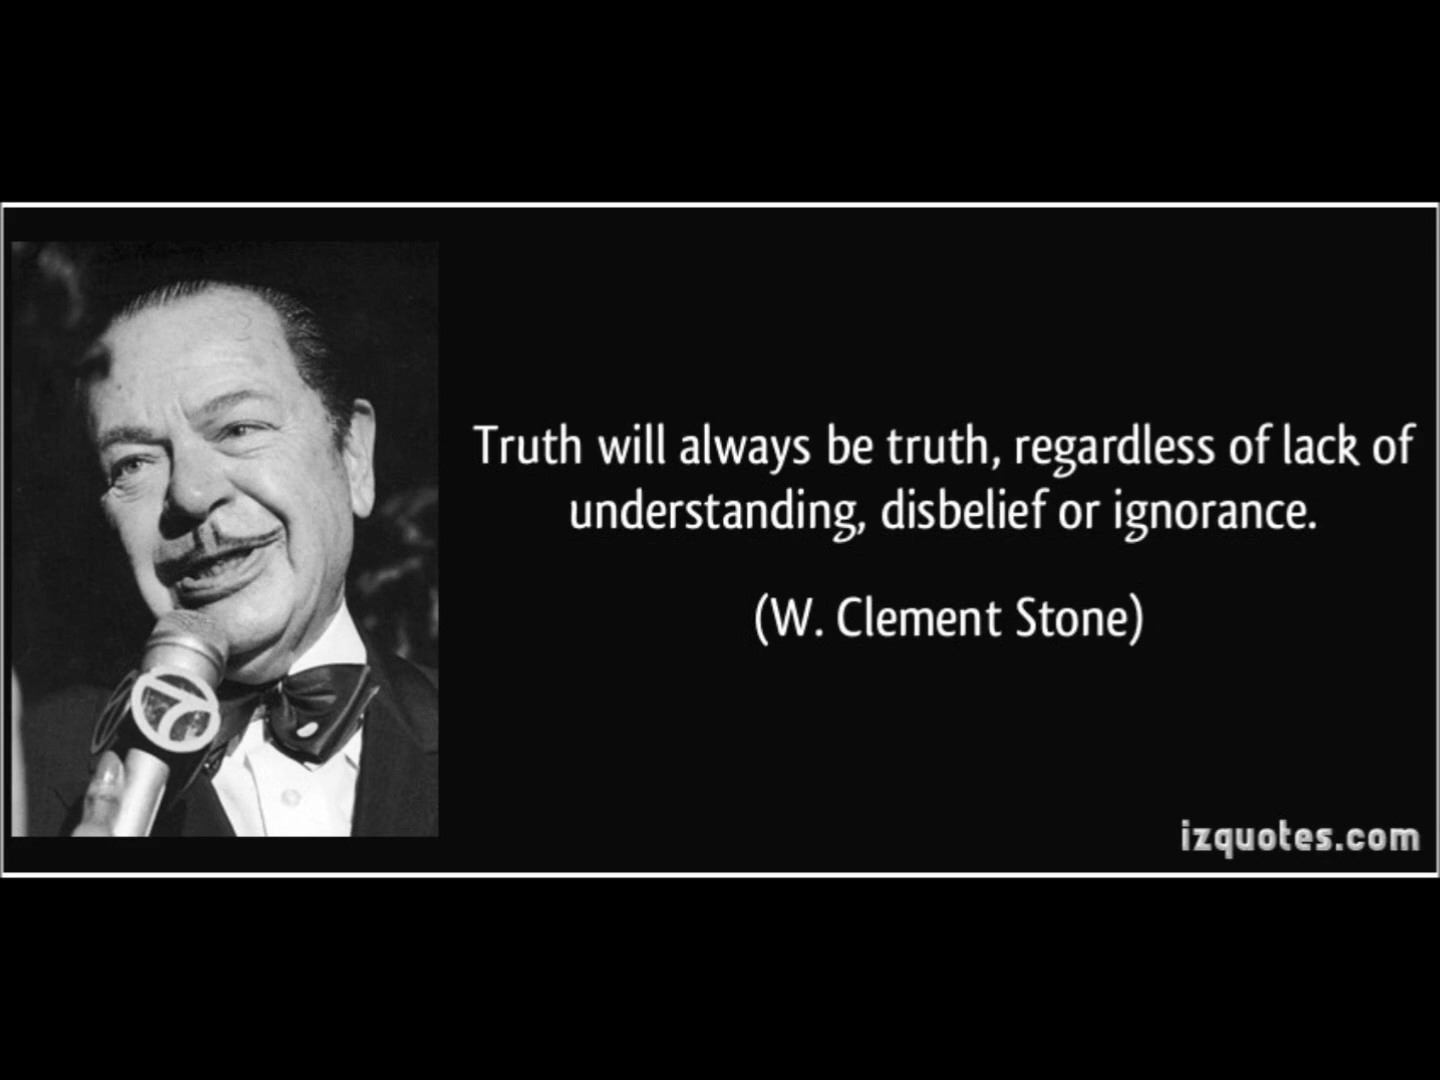 Truth will always be truth, regardless of lack of
understanding, disbelief or ignorance.
(W. Clement Stone)
izquotes.com